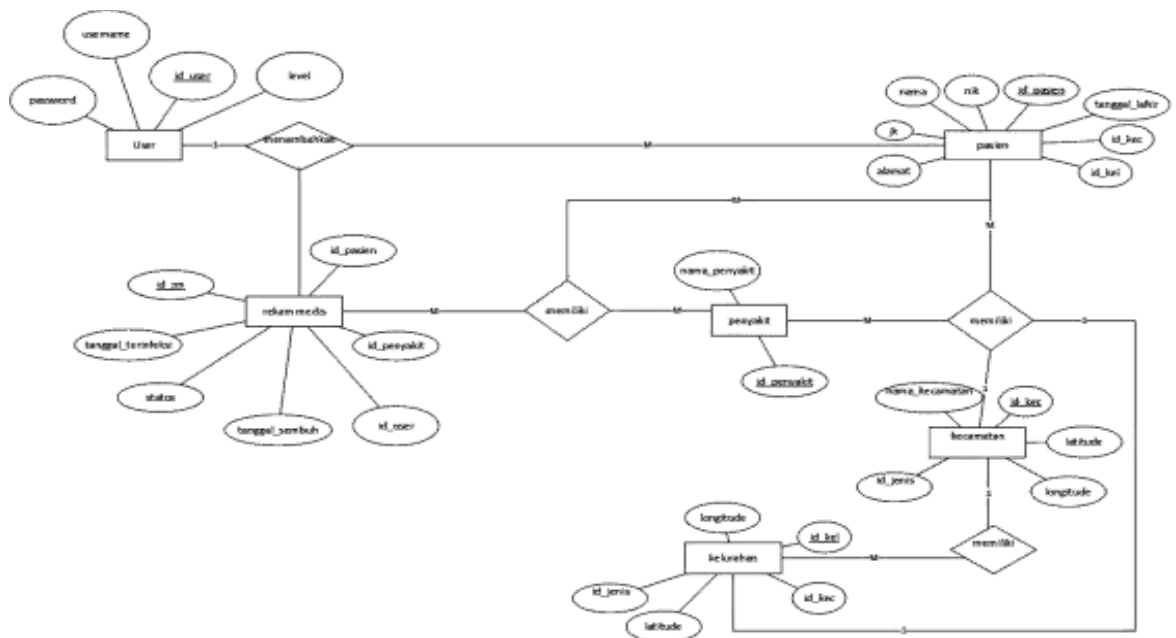 username
id_user
level
password
User
1
menambahkan
M
nama
nik
id_pasien
tanggal_lahir
jk
pasien
id_kec
alamat
id_kel
M
M
id_pasien
id_rm
rekam medis
M
memiliki
M
nama_penyakit
penyakit
M
memiliki
1
tanggal_terinfeksi
id_penyakit
id_penyakit
status
tanggal_sembuh
id_user
1
nama_kecamatan
id_kec
kecamatan
latitude
id_jenis
longitude
1
longitude
id_kel
kelurahan
M
memiliki
id_jenis
id_kec
latitude
1